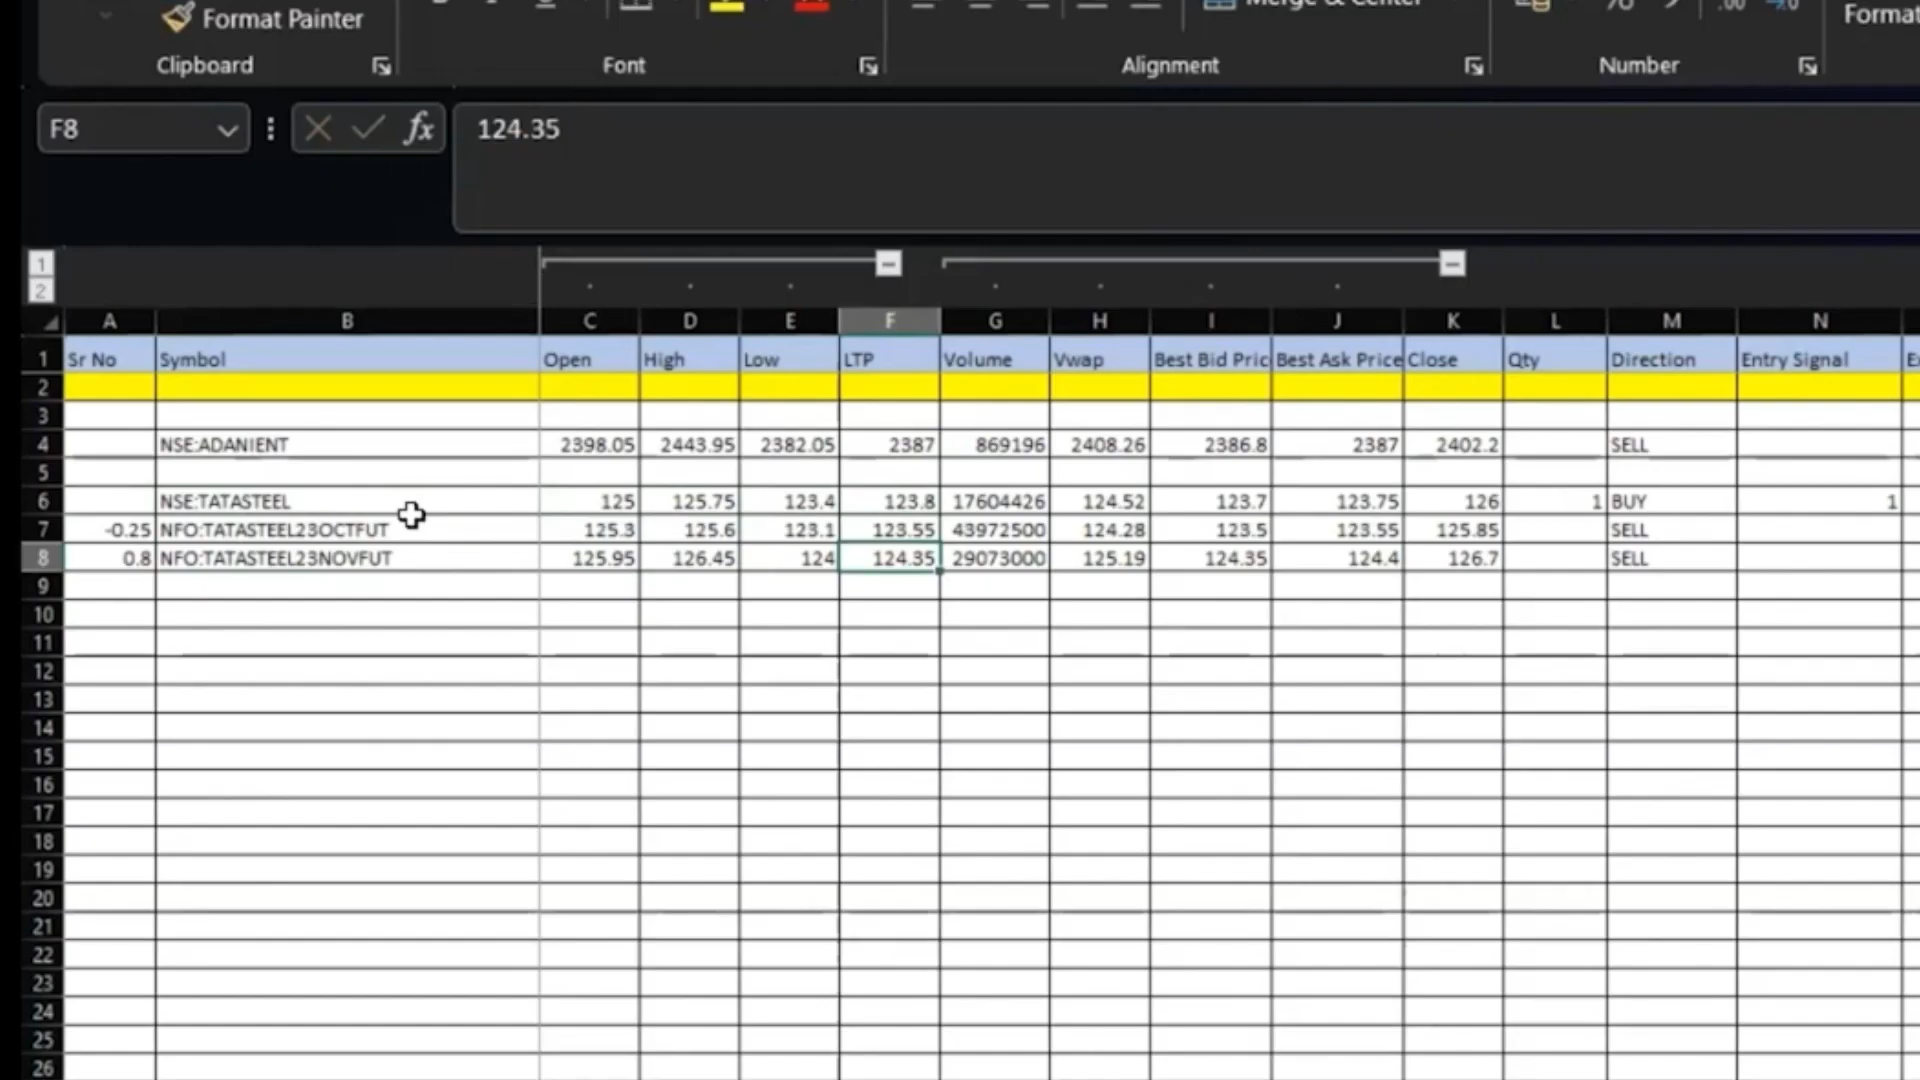 Format Painter
Clipboard Font Alignment Number
F8 fx 124.35
1
2
A B C D E F G H I J K L M N
1 Sr No Symbol Open High Low LTP Volume Vwap Best Bid Pric Best Ask Price Close Qty Direction Entry Signal
2
3
4 NSE:ADANIENT 2398.05 2443.95 2382.05 2387 869196 2408.26 2386.8 2387 2402.2 SELL
5
6 NSE:TATASTEEL 125 125.75 123.4 123.8 17604426 124.52 123.7 123.75 126 1 BUY 1
7 -0.25 NFO:TATASTEEL23OCTFUT 125.3 125.6 123.1 123.55 43972500 124.28 123.5 123.55 125.85 SELL
8 0.8 NFO:TATASTEEL23NOVFUT 125.95 126.45 124 124.35 29073000 125.19 124.35 124.4 126.7 SELL
9
10
11
12
13
14
15
16
17
18
19
20
21
22
23
24
25
26